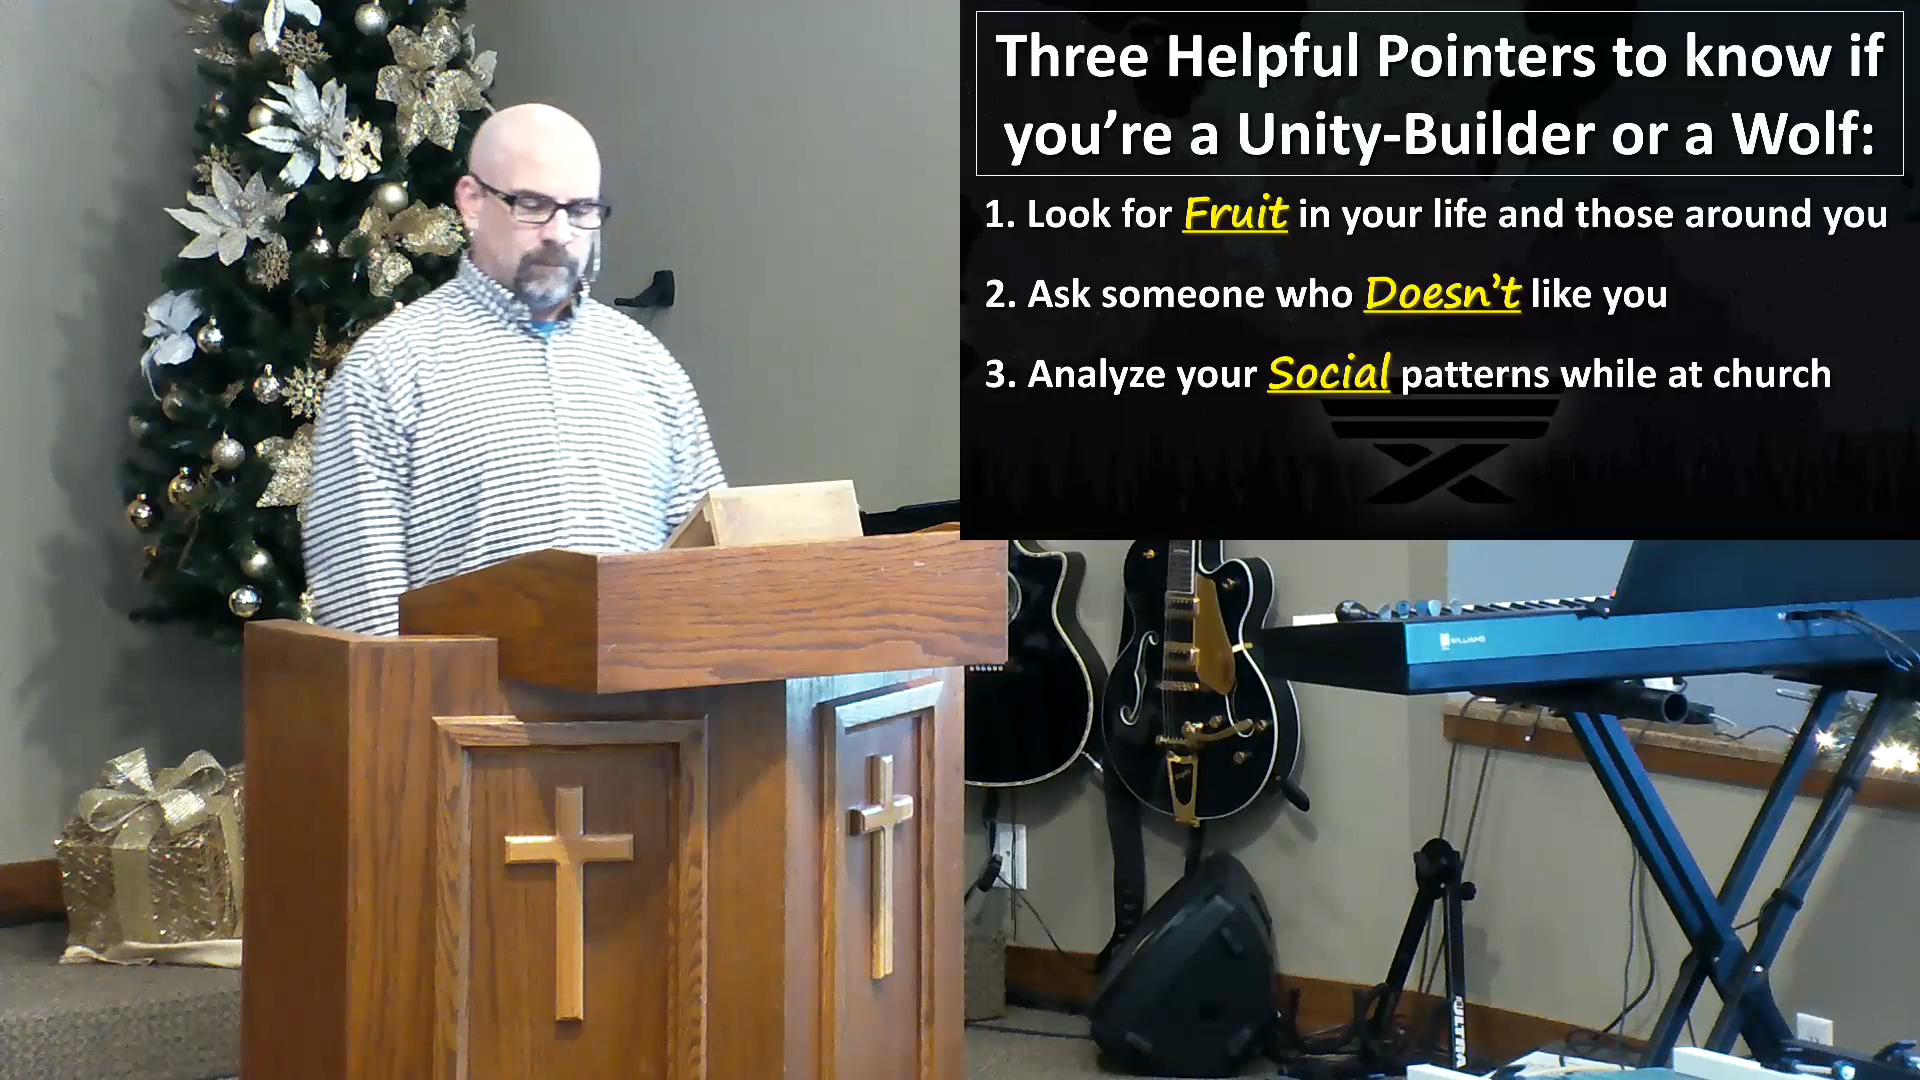 Three Helpful Pointers to know if
you're a Unity-Builder or a Wolf:
1. Look for Fruit in your life and those around you
2. Ask someone who Doesn't like you
3. Analyze your Social patterns while at church
WILLIAMS
ULTRA